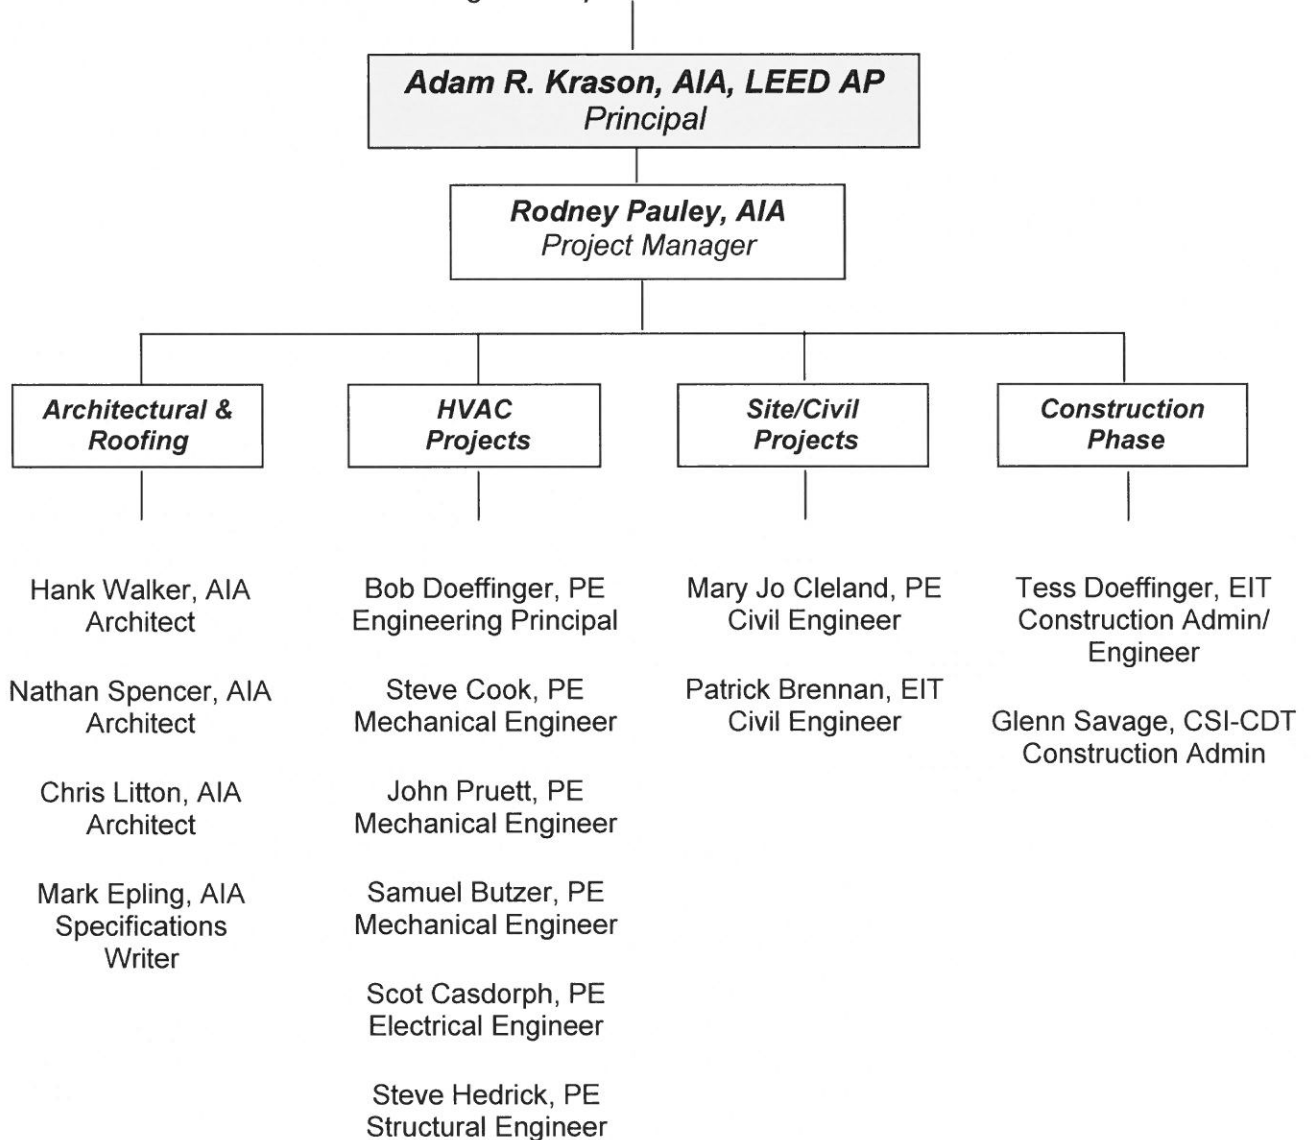 Adam R. Krason, AIA, LEED AP
Principal
Rodney Pauley, AIA
Project Manager
Architectural &
Roofing
HVAC
Projects
Site/Civil
Projects
Construction
Phase
Hank Walker, AIA
Architect
Nathan Spencer, AIA
Architect
Chris Litton, AIA
Architect
Mark Epling, AIA
Specifications
Writer
Bob Doeffinger, PE
Engineering Principal
Steve Cook, PE
Mechanical Engineer
John Pruett, PE
Mechanical Engineer
Samuel Butzer, PE
Mechanical Engineer
Scot Casdorph, PE
Electrical Engineer
Steve Hedrick, PE
Structural Engineer
Mary Jo Cleland, PE
Civil Engineer
Patrick Brennan, EIT
Civil Engineer
Tess Doeffinger, EIT
Construction Admin/
Engineer
Glenn Savage, CSI-CDT
Construction Admin